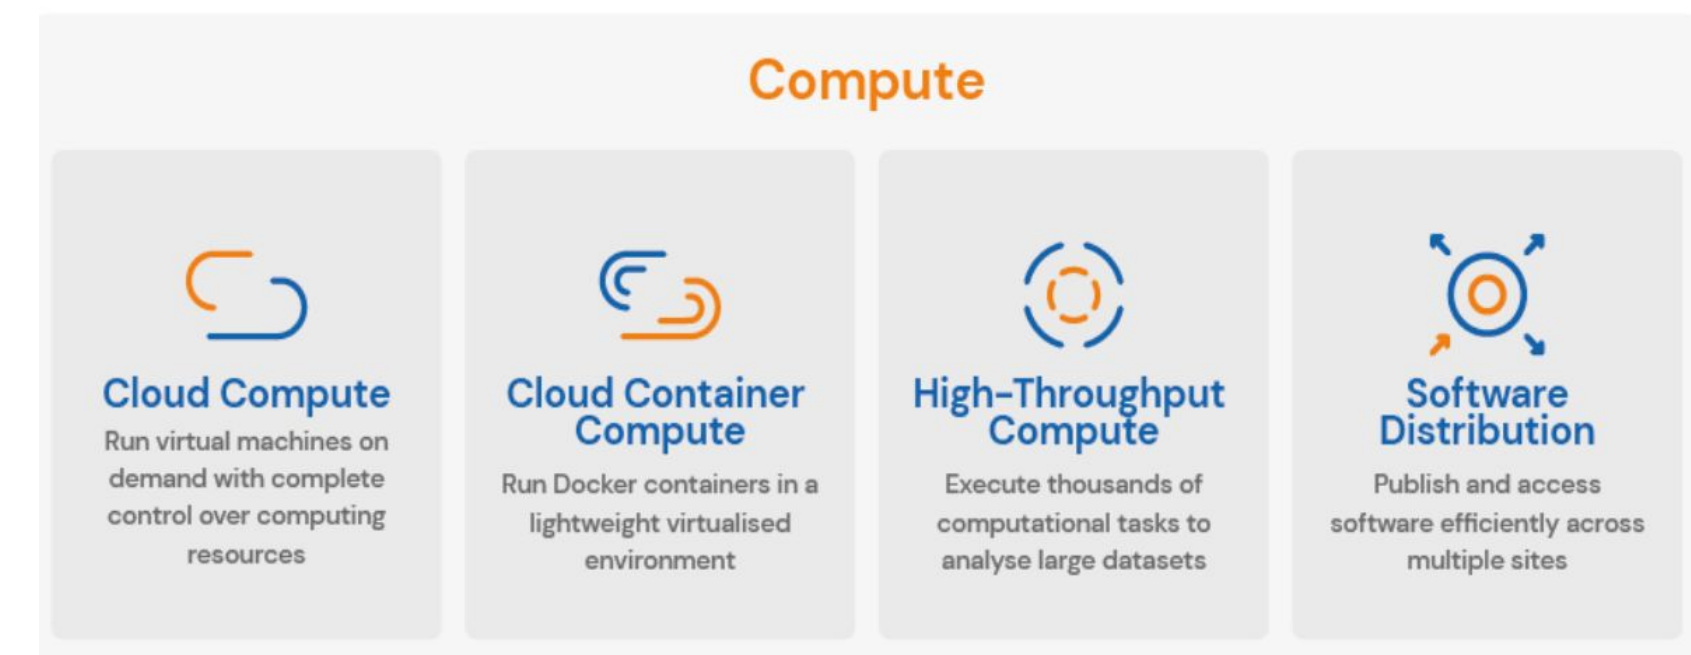 Compute
Cloud Compute
Run virtual machines on
demand with complete
control over computing
resources
Cloud Container
Compute
Run Docker containers in a
lightweight virtualised
environment
High-Throughput
Compute
Execute thousands of
computational tasks to
analyse large datasets
Software
Distribution
Publish and access
software efficiently across
multiple sites